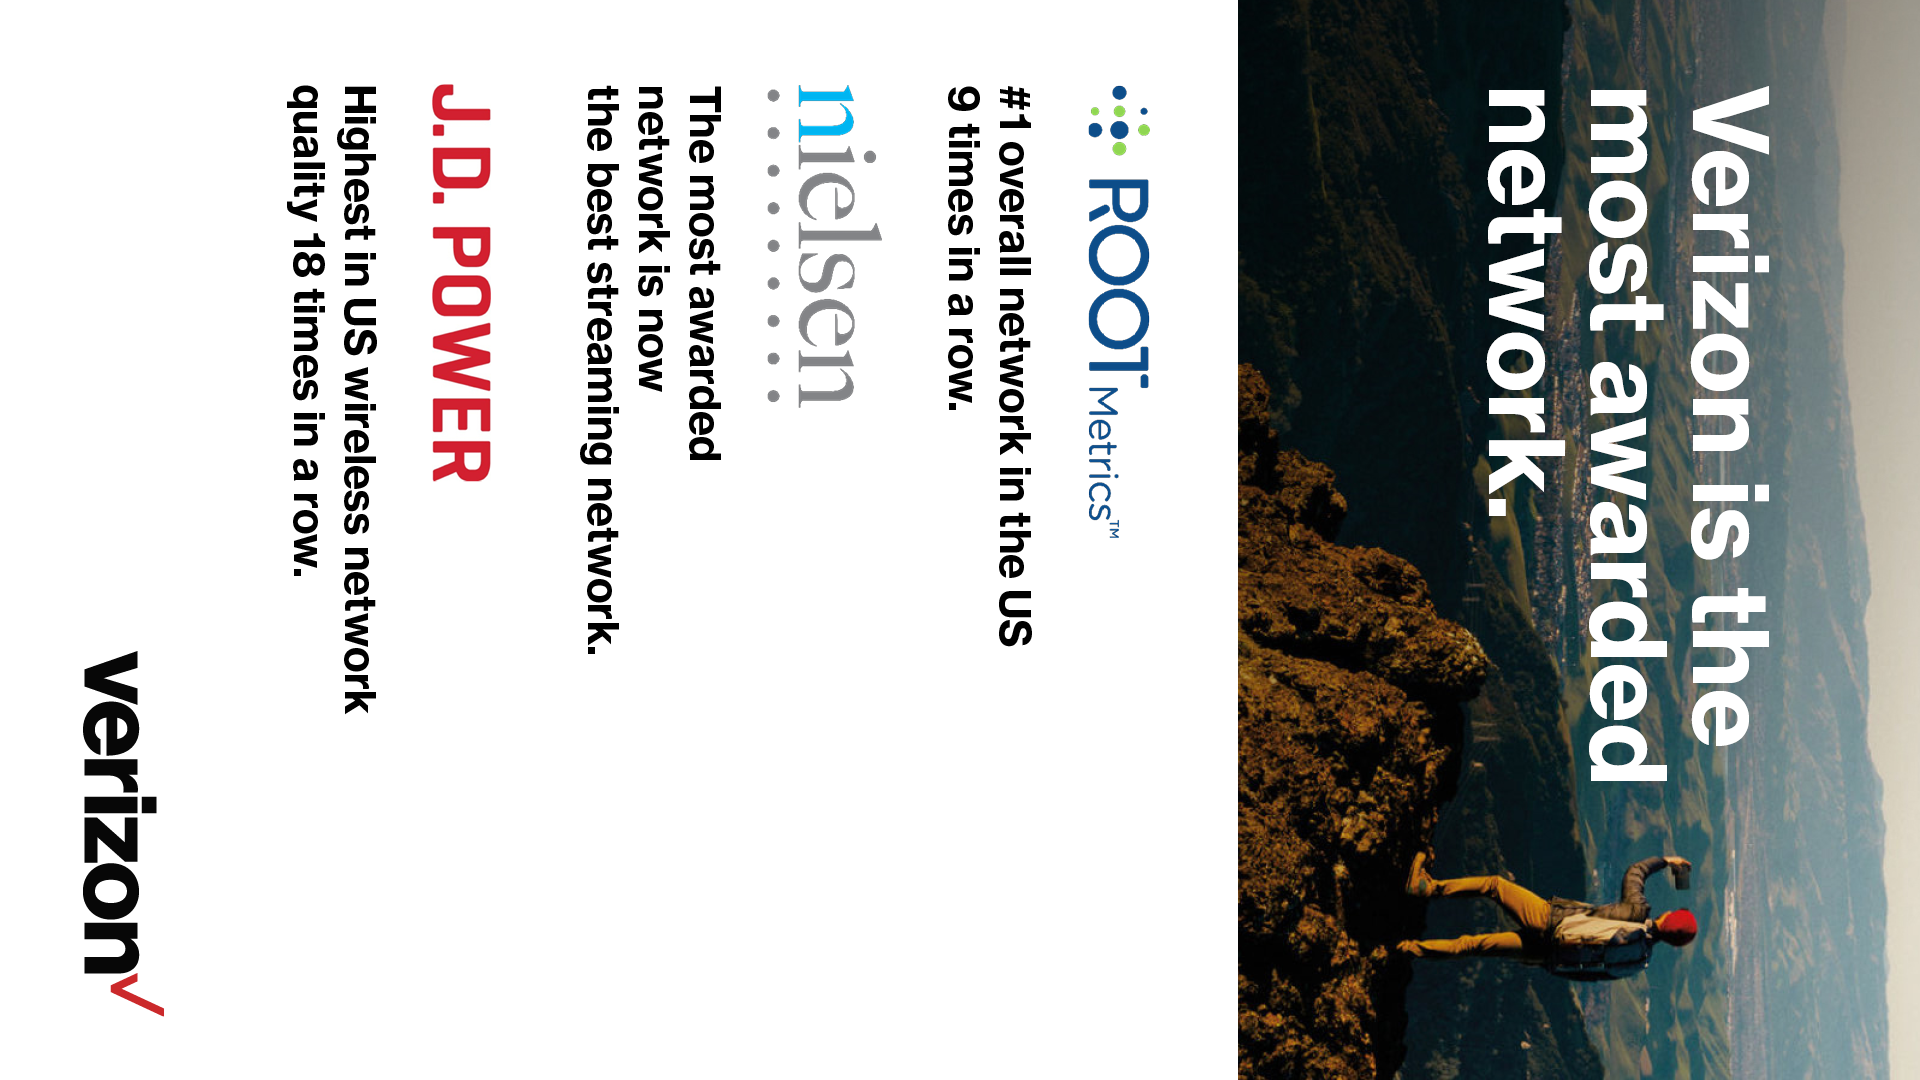 Verizon is the
most awarded
network.
ROOT Metrics™
#1 overall network in the US
9 times in a row.
nielsen
The most awarded
network is now
the best streaming network.
J.D. POWER
Highest in US wireless network
quality 18 times in a row.
verizon